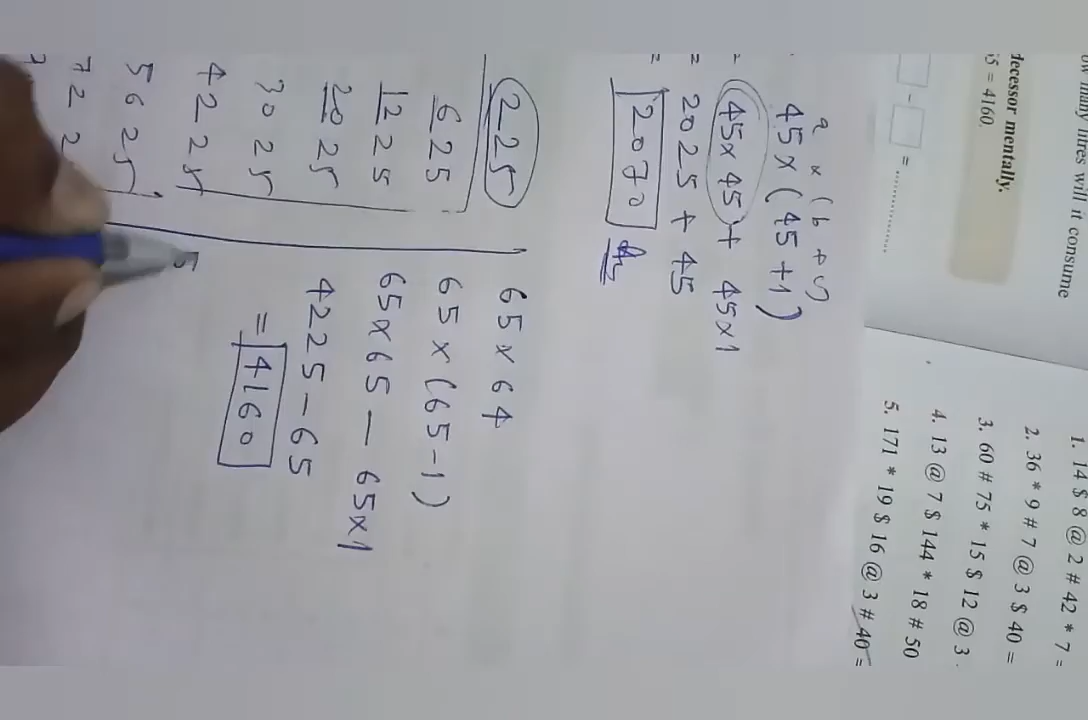 ow many litres will it consume
decessor mentally.
65 = 4160.
- =
1. 14 $ 8 @ 2 # 42 * 7 =
2. 36 * 9 # 7 @ 3 $ 40 =
3. 60 # 75 * 15 $ 12 @ 3
4. 13 @ 7 $ 144 * 18 # 50
5. 171 * 19 $ 16 @ 3 # 40 =
a × (b + c)
45 × (45 + 1)
= 45 × 45 + 45 × 1
= 2025 + 45
= 2070 Ans
225
625
1225
2025
3025
4225
5625
722
65 × 64
65 × (65 - 1)
65 × 65 - 65 × 1
4225 - 65
= 4160
5